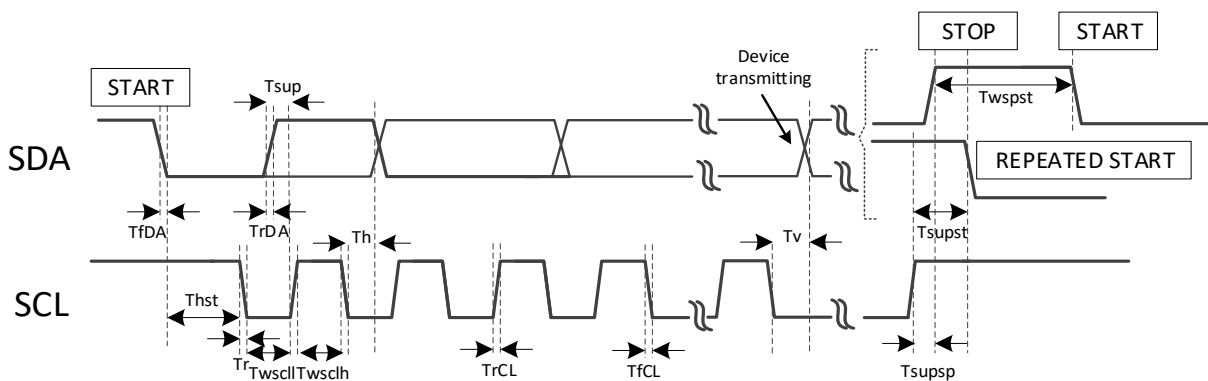 STOP
START
Device
transmitting
START
Tsup
Twspst
SDA
REPEATED START
TfDA
TrDA
Th
Tv
Tsupst
SCL
Thst
Tr
Twscll
Twsclh
TrCL
TfCL
Tsupsp